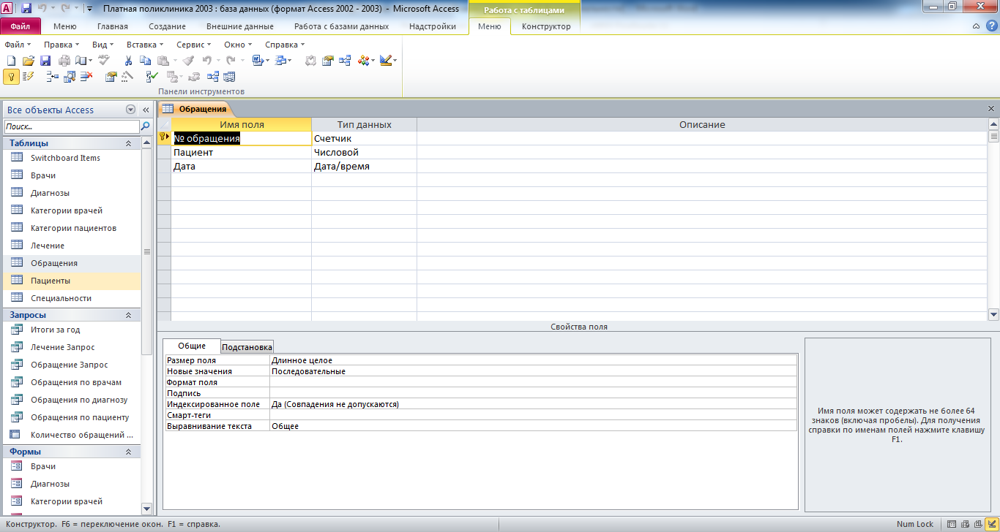 Платная поликлиника 2003 : база данных (формат Access 2002 - 2003) - Microsoft Access
Работа с таблицами
Файл Меню Главная Создание Внешние данные Работа с базами данных Надстройки Меню Конструктор
Файл Правка Вид Вставка Сервис Окно Справка
Панели инструментов
Все объекты Access
Поиск...
Таблицы
Switchboard Items
Врачи
Диагнозы
Категории врачей
Категории пациентов
Лечение
Обращения
Пациенты
Специальности
Запросы
Итоги за год
Лечение Запрос
Обращение Запрос
Обращения по врачам
Обращения по диагнозу
Обращения по пациенту
Количество обращений ...
Формы
Врачи
Диагнозы
Категории врачей
Обращения
Имя поля Тип данных Описание
№ обращения Счетчик
Пациент Числовой
Дата Дата/время
Свойства поля
Общие Подстановка
Размер поля Длинное целое
Новые значения Последовательные
Формат поля
Подпись
Индексированное поле Да (Совпадения не допускаются)
Смарт-теги
Выравнивание текста Общее
Имя поля может содержать не более 64
знаков (включая пробелы). Для получения
справки по именам полей нажмите клавишу
F1.
Конструктор. F6 = переключение окон. F1 = справка.
Num Lock